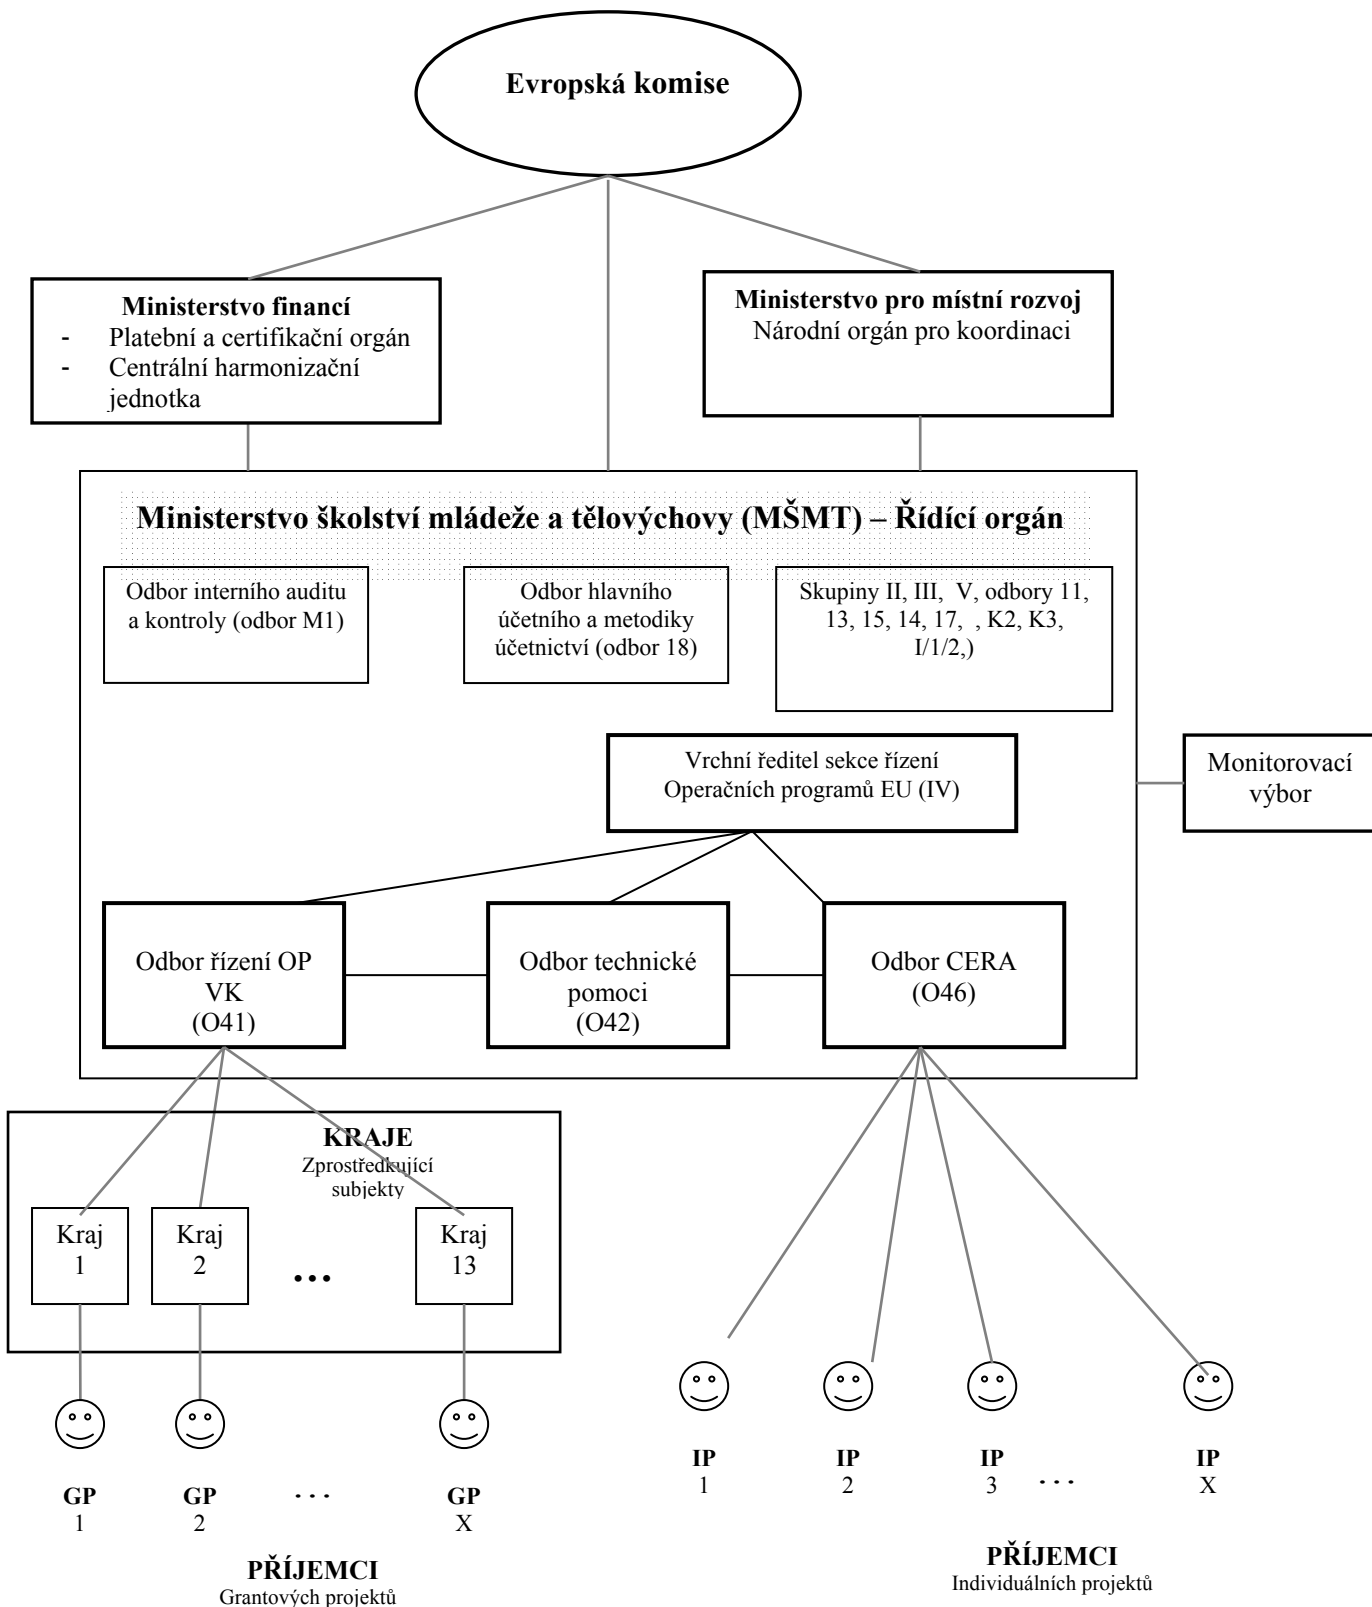 Evropská komise
Ministerstvo financí
- Platební a certifikační orgán
- Centrální harmonizační
jednotka
Ministerstvo pro místní rozvoj
Národní orgán pro koordinaci
Ministerstvo školství mládeže a tělovýchovy (MŠMT) – Řídící orgán
Odbor interního auditu
a kontroly (odbor M1)
Odbor hlavního
účetního a metodiky
účetnictví (odbor 18)
Skupiny II, III, V, odbory 11,
13, 15, 14, 17, , K2, K3,
I/1/2,)
Vrchní ředitel sekce řízení
Operačních programů EU (IV)
Monitorovací
výbor
Odbor řízení OP
VK
(O41)
Odbor technické
pomoci
(O42)
Odbor CERA
(O46)
KRAJE
Zprostředkující
subjekty
Kraj
1
Kraj
2
...
Kraj
13
GP
1
GP
2
...
GP
X
PŘÍJEMCI
Grantových projektů
IP
1
IP
2
IP
3
...
IP
X
PŘÍJEMCI
Individuálních projektů